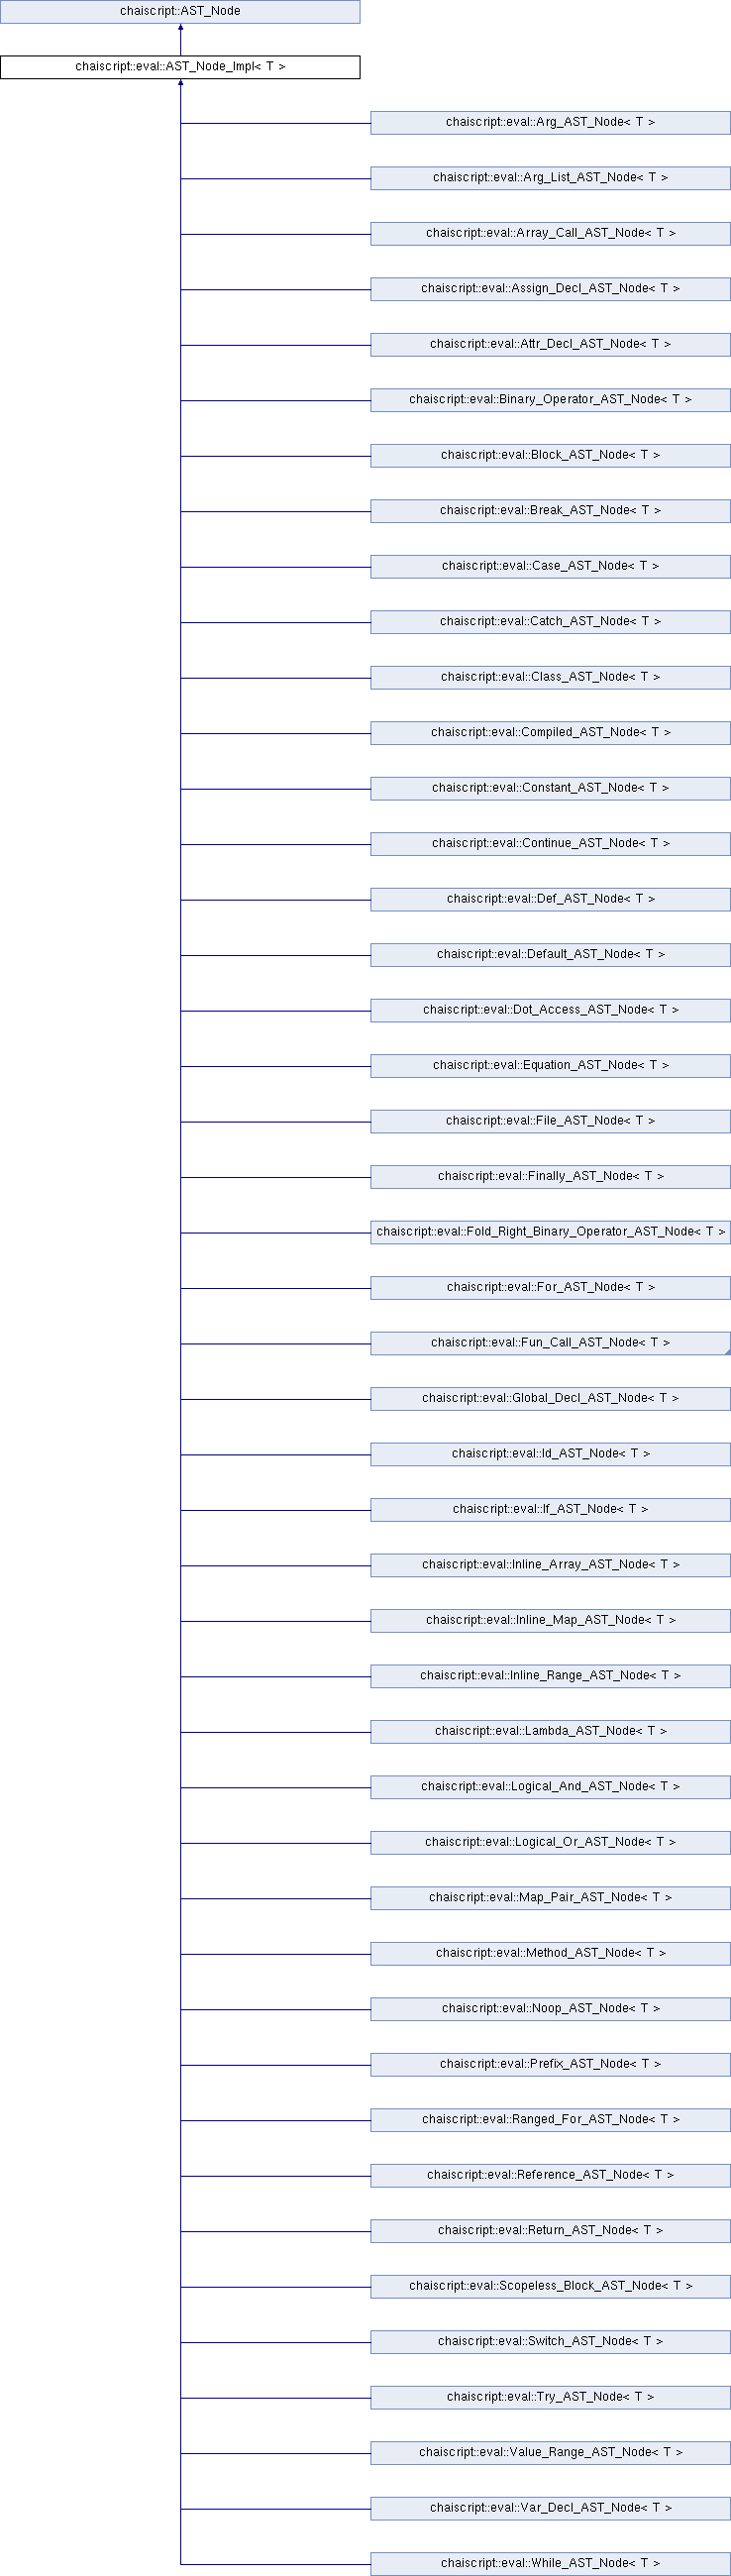 chaiscript::AST_Node
chaiscript::eval::AST_Node_Impl< T >
chaiscript::eval::Arg_AST_Node< T >
chaiscript::eval::Arg_List_AST_Node< T >
chaiscript::eval::Array_Call_AST_Node< T >
chaiscript::eval::Assign_Decl_AST_Node< T >
chaiscript::eval::Attr_Decl_AST_Node< T >
chaiscript::eval::Binary_Operator_AST_Node< T >
chaiscript::eval::Block_AST_Node< T >
chaiscript::eval::Break_AST_Node< T >
chaiscript::eval::Case_AST_Node< T >
chaiscript::eval::Catch_AST_Node< T >
chaiscript::eval::Class_AST_Node< T >
chaiscript::eval::Compiled_AST_Node< T >
chaiscript::eval::Constant_AST_Node< T >
chaiscript::eval::Continue_AST_Node< T >
chaiscript::eval::Def_AST_Node< T >
chaiscript::eval::Default_AST_Node< T >
chaiscript::eval::Dot_Access_AST_Node< T >
chaiscript::eval::Equation_AST_Node< T >
chaiscript::eval::File_AST_Node< T >
chaiscript::eval::Finally_AST_Node< T >
chaiscript::eval::Fold_Right_Binary_Operator_AST_Node< T >
chaiscript::eval::For_AST_Node< T >
chaiscript::eval::Fun_Call_AST_Node< T >
chaiscript::eval::Global_Decl_AST_Node< T >
chaiscript::eval::Id_AST_Node< T >
chaiscript::eval::If_AST_Node< T >
chaiscript::eval::Inline_Array_AST_Node< T >
chaiscript::eval::Inline_Map_AST_Node< T >
chaiscript::eval::Inline_Range_AST_Node< T >
chaiscript::eval::Lambda_AST_Node< T >
chaiscript::eval::Logical_And_AST_Node< T >
chaiscript::eval::Logical_Or_AST_Node< T >
chaiscript::eval::Map_Pair_AST_Node< T >
chaiscript::eval::Method_AST_Node< T >
chaiscript::eval::Noop_AST_Node< T >
chaiscript::eval::Prefix_AST_Node< T >
chaiscript::eval::Ranged_For_AST_Node< T >
chaiscript::eval::Reference_AST_Node< T >
chaiscript::eval::Return_AST_Node< T >
chaiscript::eval::Scopeless_Block_AST_Node< T >
chaiscript::eval::Switch_AST_Node< T >
chaiscript::eval::Try_AST_Node< T >
chaiscript::eval::Value_Range_AST_Node< T >
chaiscript::eval::Var_Decl_AST_Node< T >
chaiscript::eval::While_AST_Node< T >